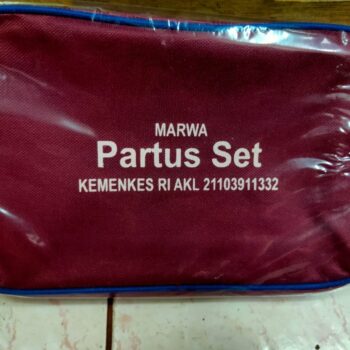 MARWA
Partus Set
KEMENKES RI AKL 21103911332